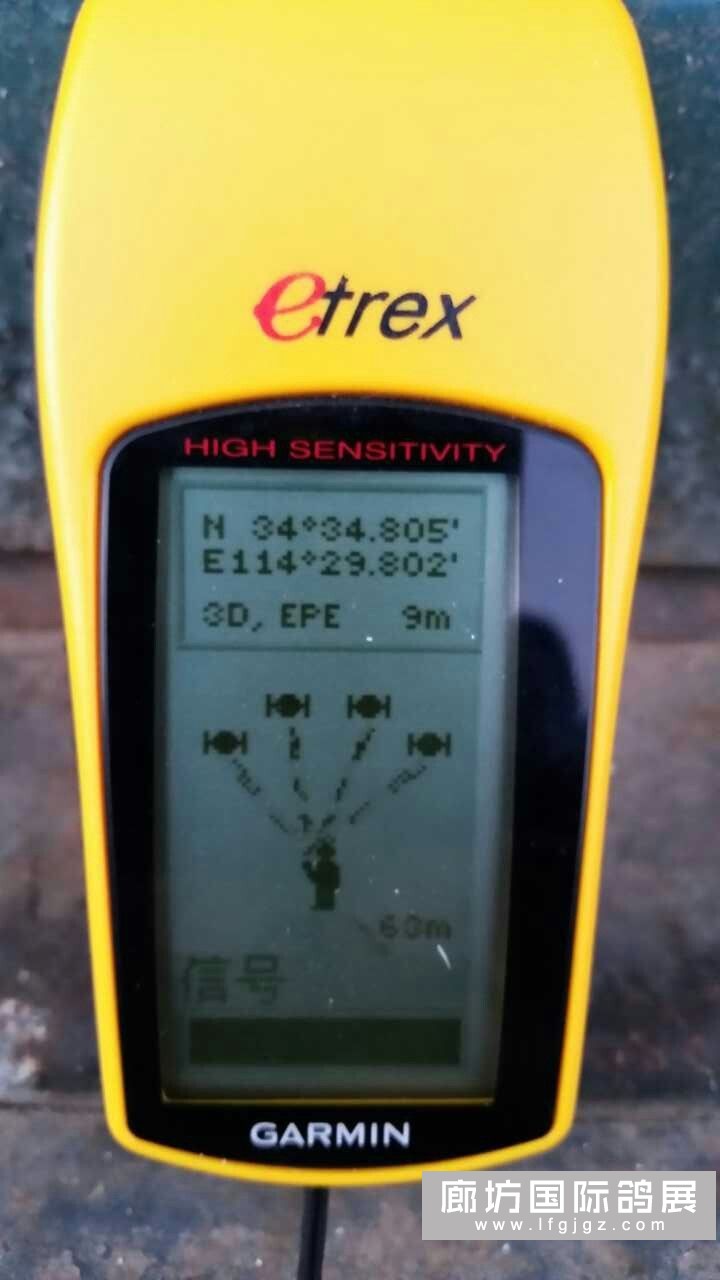 etrex
HIGH SENSITIVITY
N 34°34.805'
E114°29.802'
3D, EPE 9m
63m
信号
GARMIN
廊坊国际鸽展
www.lfgjgz.com